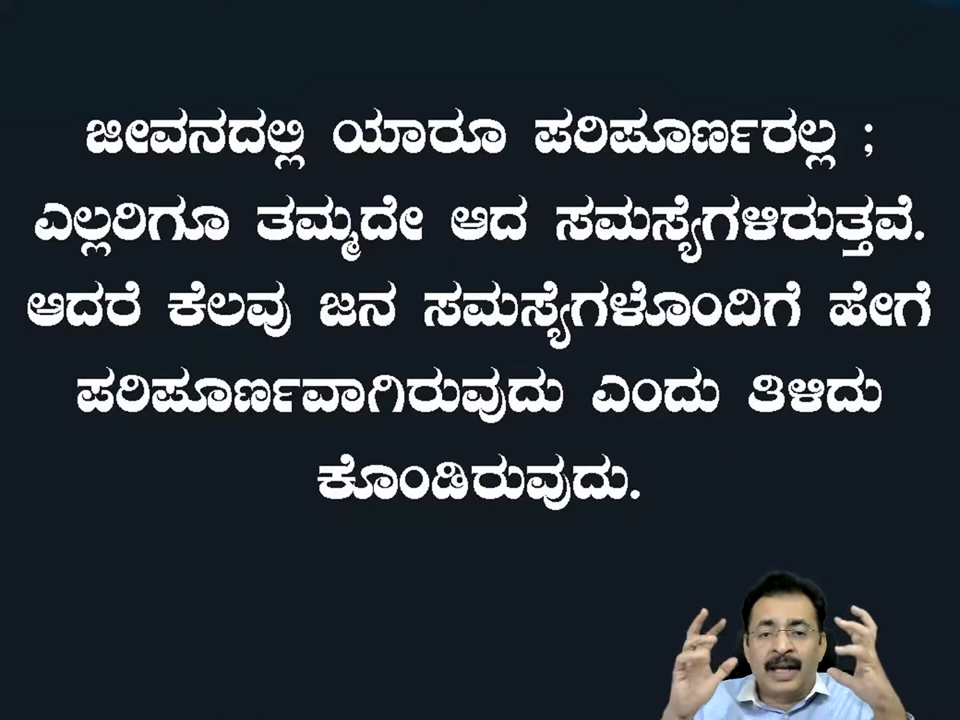 ಜೀವನದಲ್ಲಿ ಯಾರೂ ಪರಿಪೂರ್ಣರಲ್ಲ ;
ಎಲ್ಲರಿಗೂ ತಮ್ಮದೇ ಆದ ಸಮಸ್ಯೆಗಳಿರುತ್ತವೆ.
ಆದರೆ ಕೆಲವು ಜನ ಸಮಸ್ಯೆಗಳೊಂದಿಗೆ ಹೇಗೆ
ಪರಿಪೂರ್ಣವಾಗಿರುವುದು ಎಂದು ತಿಳಿದು
ಕೊಂಡಿರುವುದು.